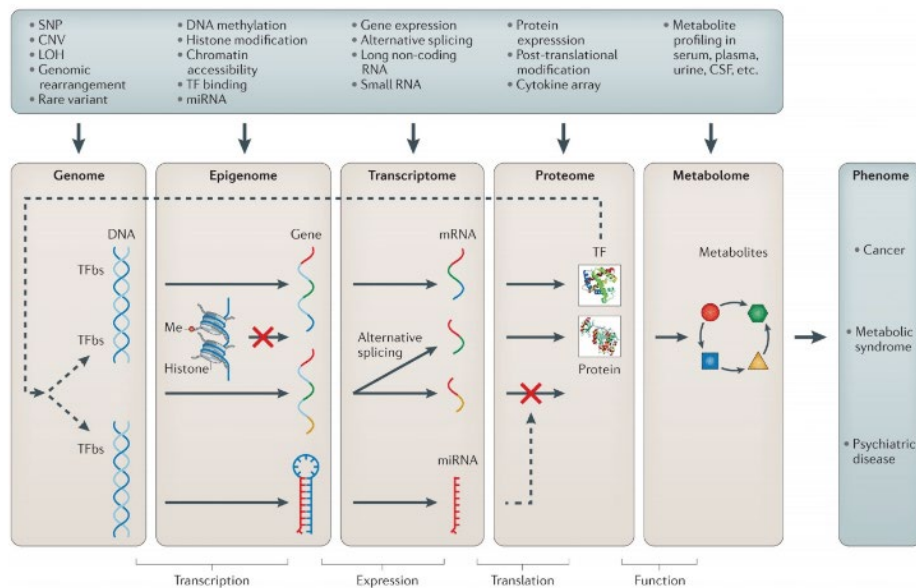 • SNP
• CNV
• LOH
• Genomic
rearrangement
• Rare variant
• DNA methylation
• Histone modification
• Chromatin
accessibility
• TF binding
• miRNA
• Gene expression
• Alternative splicing
• Long non-coding
RNA
• Small RNA
• Protein
expresssion
• Post-translational
modification
• Cytokine array
• Metabolite
profiling in
serum, plasma,
urine, CSF, etc.
Genome
Epigenome
Transcriptome
Proteome
Metabolome
Phenome
DNA
Gene
mRNA
TF
Metabolites
• Cancer
TFbs
TFbs
Me
Histone
Alternative
splicing
Protein
• Metabolic
syndrome
TFbs
miRNA
• Psychiatric
disease
Transcription
Expression
Translation
Function